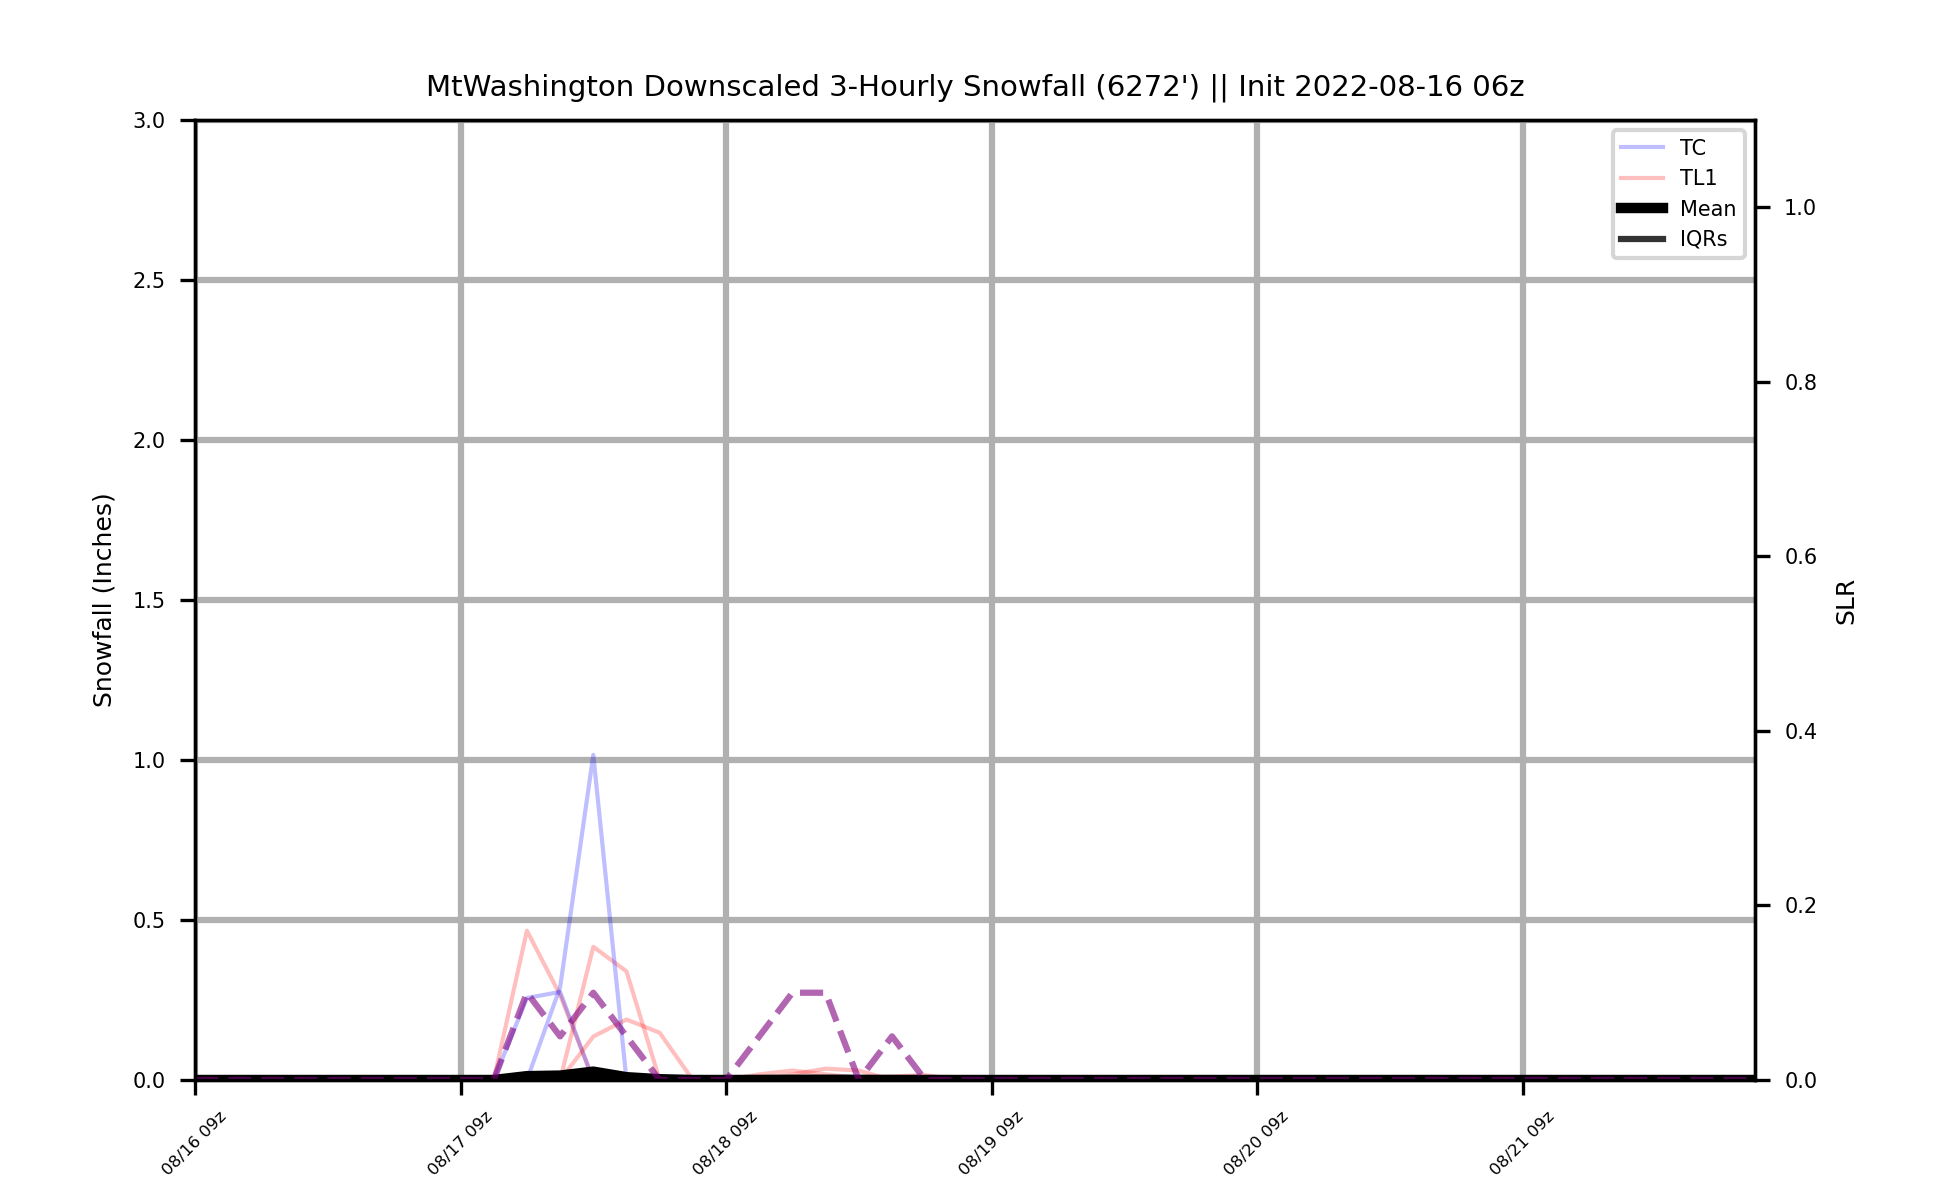 MtWashington Downscaled 3-Hourly Snowfall (6272') || Init 2022-08-16 06z
TC
TL1
Mean
IQRs
Snowfall (Inches)
3.0
2.5
2.0
1.5
1.0
0.5
0.0
SLR
1.0
0.8
0.6
0.4
0.2
0.0
08/16 09z
08/17 09z
08/18 09z
08/19 09z
08/20 09z
08/21 09z